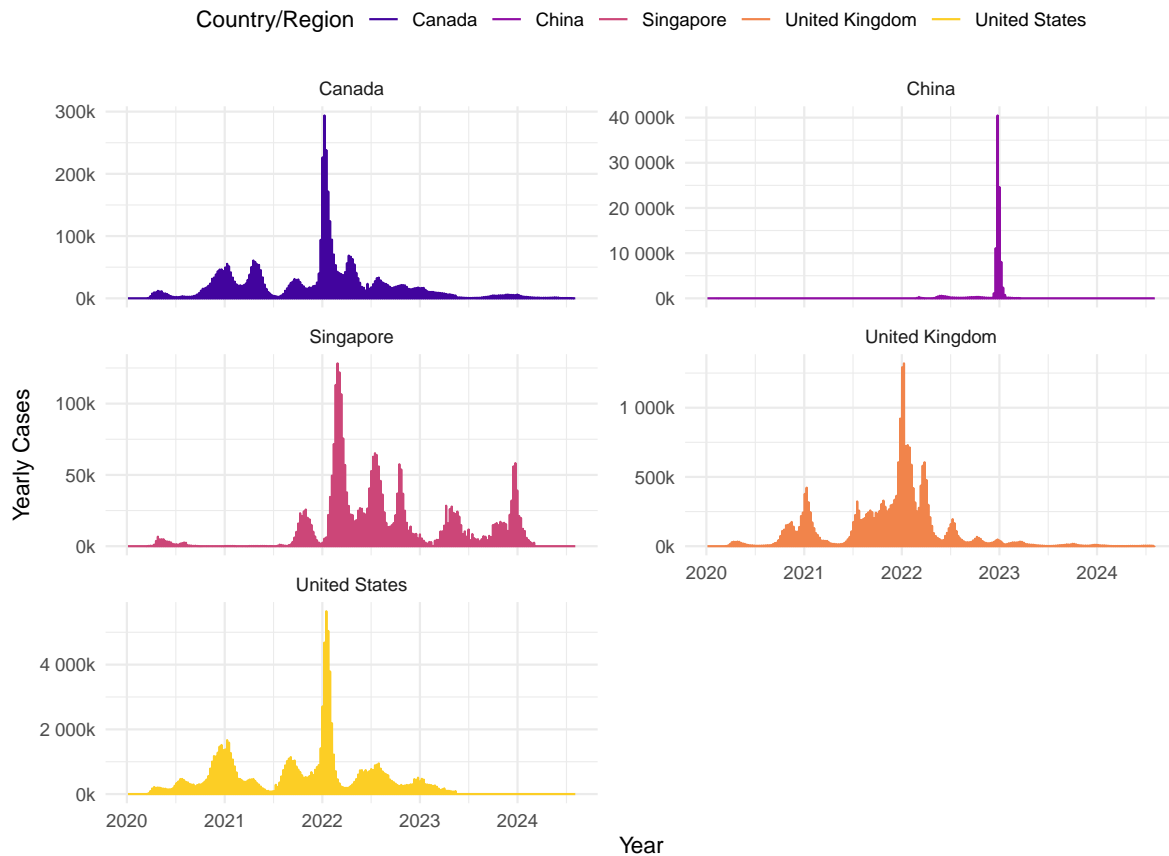 Country/Region Canada China Singapore United Kingdom United States
Canada
300k
200k
100k
0k
China
40 000k
30 000k
20 000k
10 000k
0k
Singapore
100k
50k
0k
United Kingdom
1 000k
500k
0k
2020 2021 2022 2023 2024
United States
4 000k
2 000k
0k
2020 2021 2022 2023 2024
Yearly Cases
Year